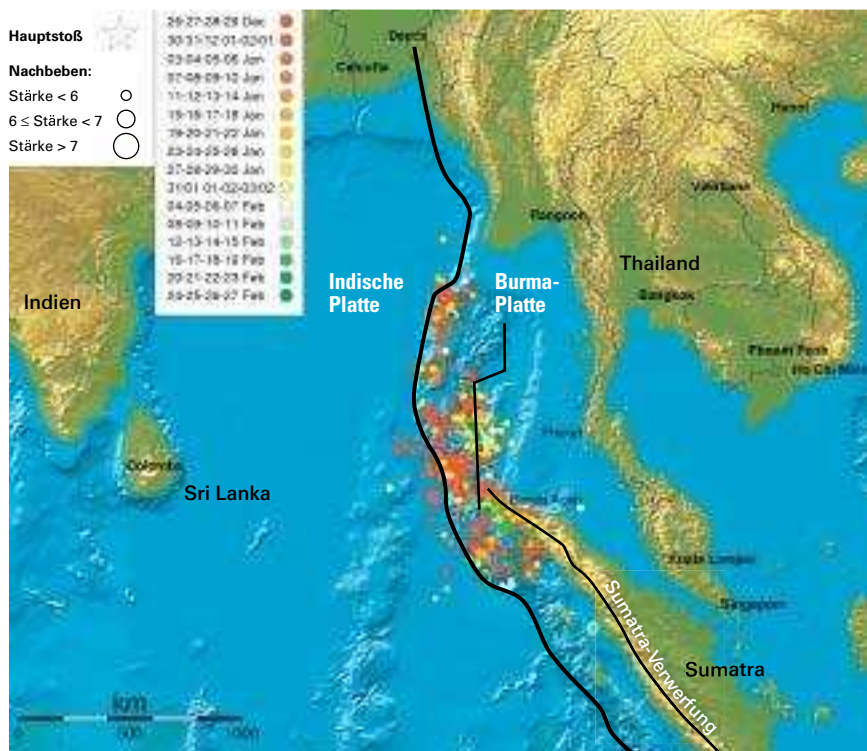 Hauptstoß
Nachbeben:
Stärke < 6
6 ≤ Stärke < 7
Stärke > 7
26-27-28-29 Dec
30-31-12 01-02-01
03-04-05-06 Jan
07-08-09-10 Jan
11-12-13-14 Jan
15-16-17-18 Jan
19-20-21-22 Jan
23-24-25-26 Jan
27-28-29-30 Jan
31/01 01-02-03/02
04-05-06-07 Feb
08-09-10-11 Feb
12-13-14-15 Feb
16-17-18-19 Feb
20-21-22-23 Feb
24-25-26-27 Feb
Calcutta
Hanoi
Rangoon
Indien
Indische
Platte
Burma-
Platte
Thailand
Bangkok
Phnom Penh
Colombo
Sri Lanka
Kuala Lumpur
Singapore
Sumatra-Verwerfung
Sumatra
km
500
1000